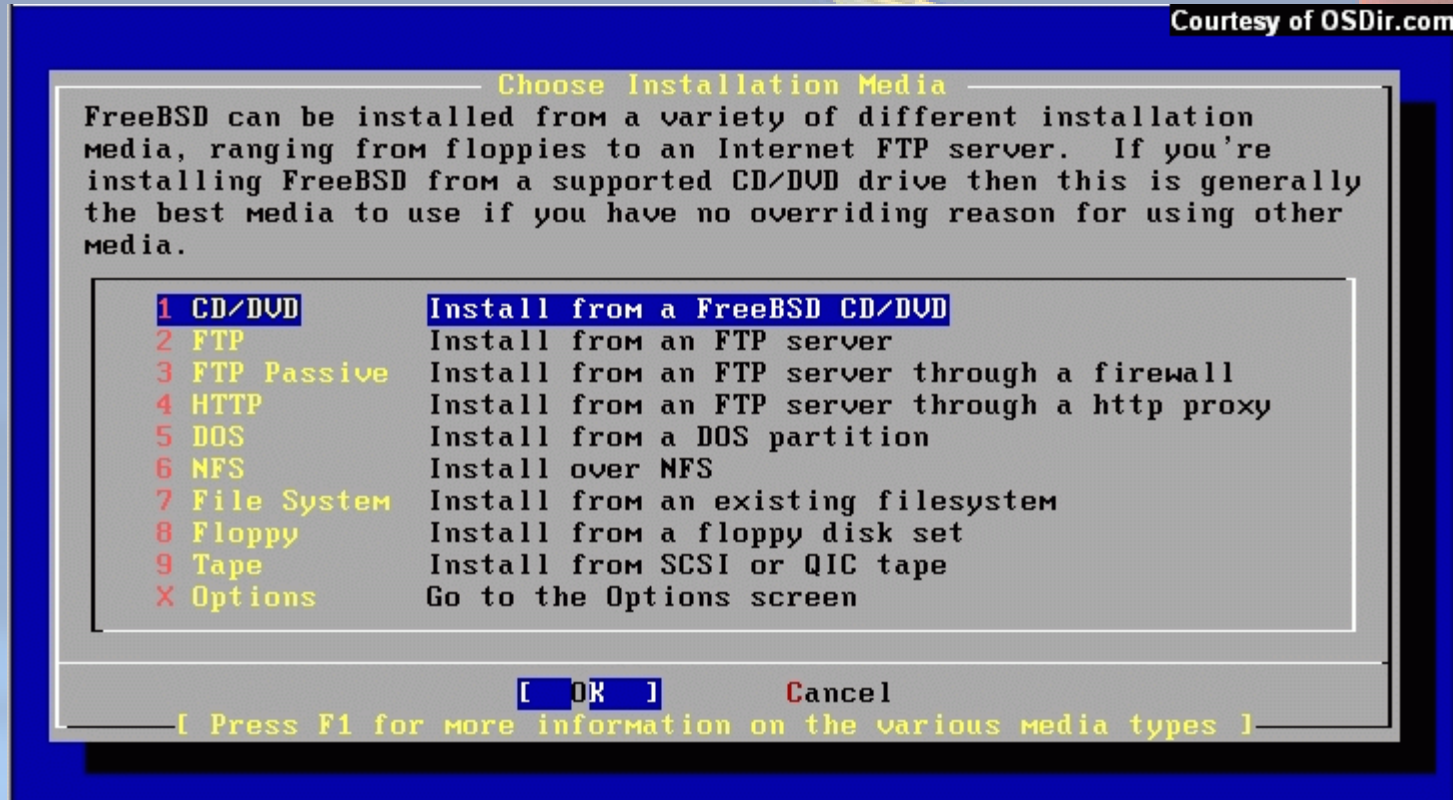 Courtesy of OSDir.com
Choose Installation Media
FreeBSD can be installed from a variety of different installation
media, ranging from floppies to an Internet FTP server.  If you're
installing FreeBSD from a supported CD/DVD drive then this is generally
the best media to use if you have no overriding reason for using other
media.
1 CD/DVD Install from a FreeBSD CD/DVD
2 FTP Install from an FTP server
3 FTP Passive Install from an FTP server through a firewall
4 HTTP Install from an FTP server through a http proxy
5 DOS Install from a DOS partition
6 NFS Install over NFS
7 File System Install from an existing filesystem
8 Floppy Install from a floppy disk set
9 Tape Install from SCSI or QIC tape
X Options Go to the Options screen
[ OK ] Cancel
[ Press F1 for more information on the various media types ]